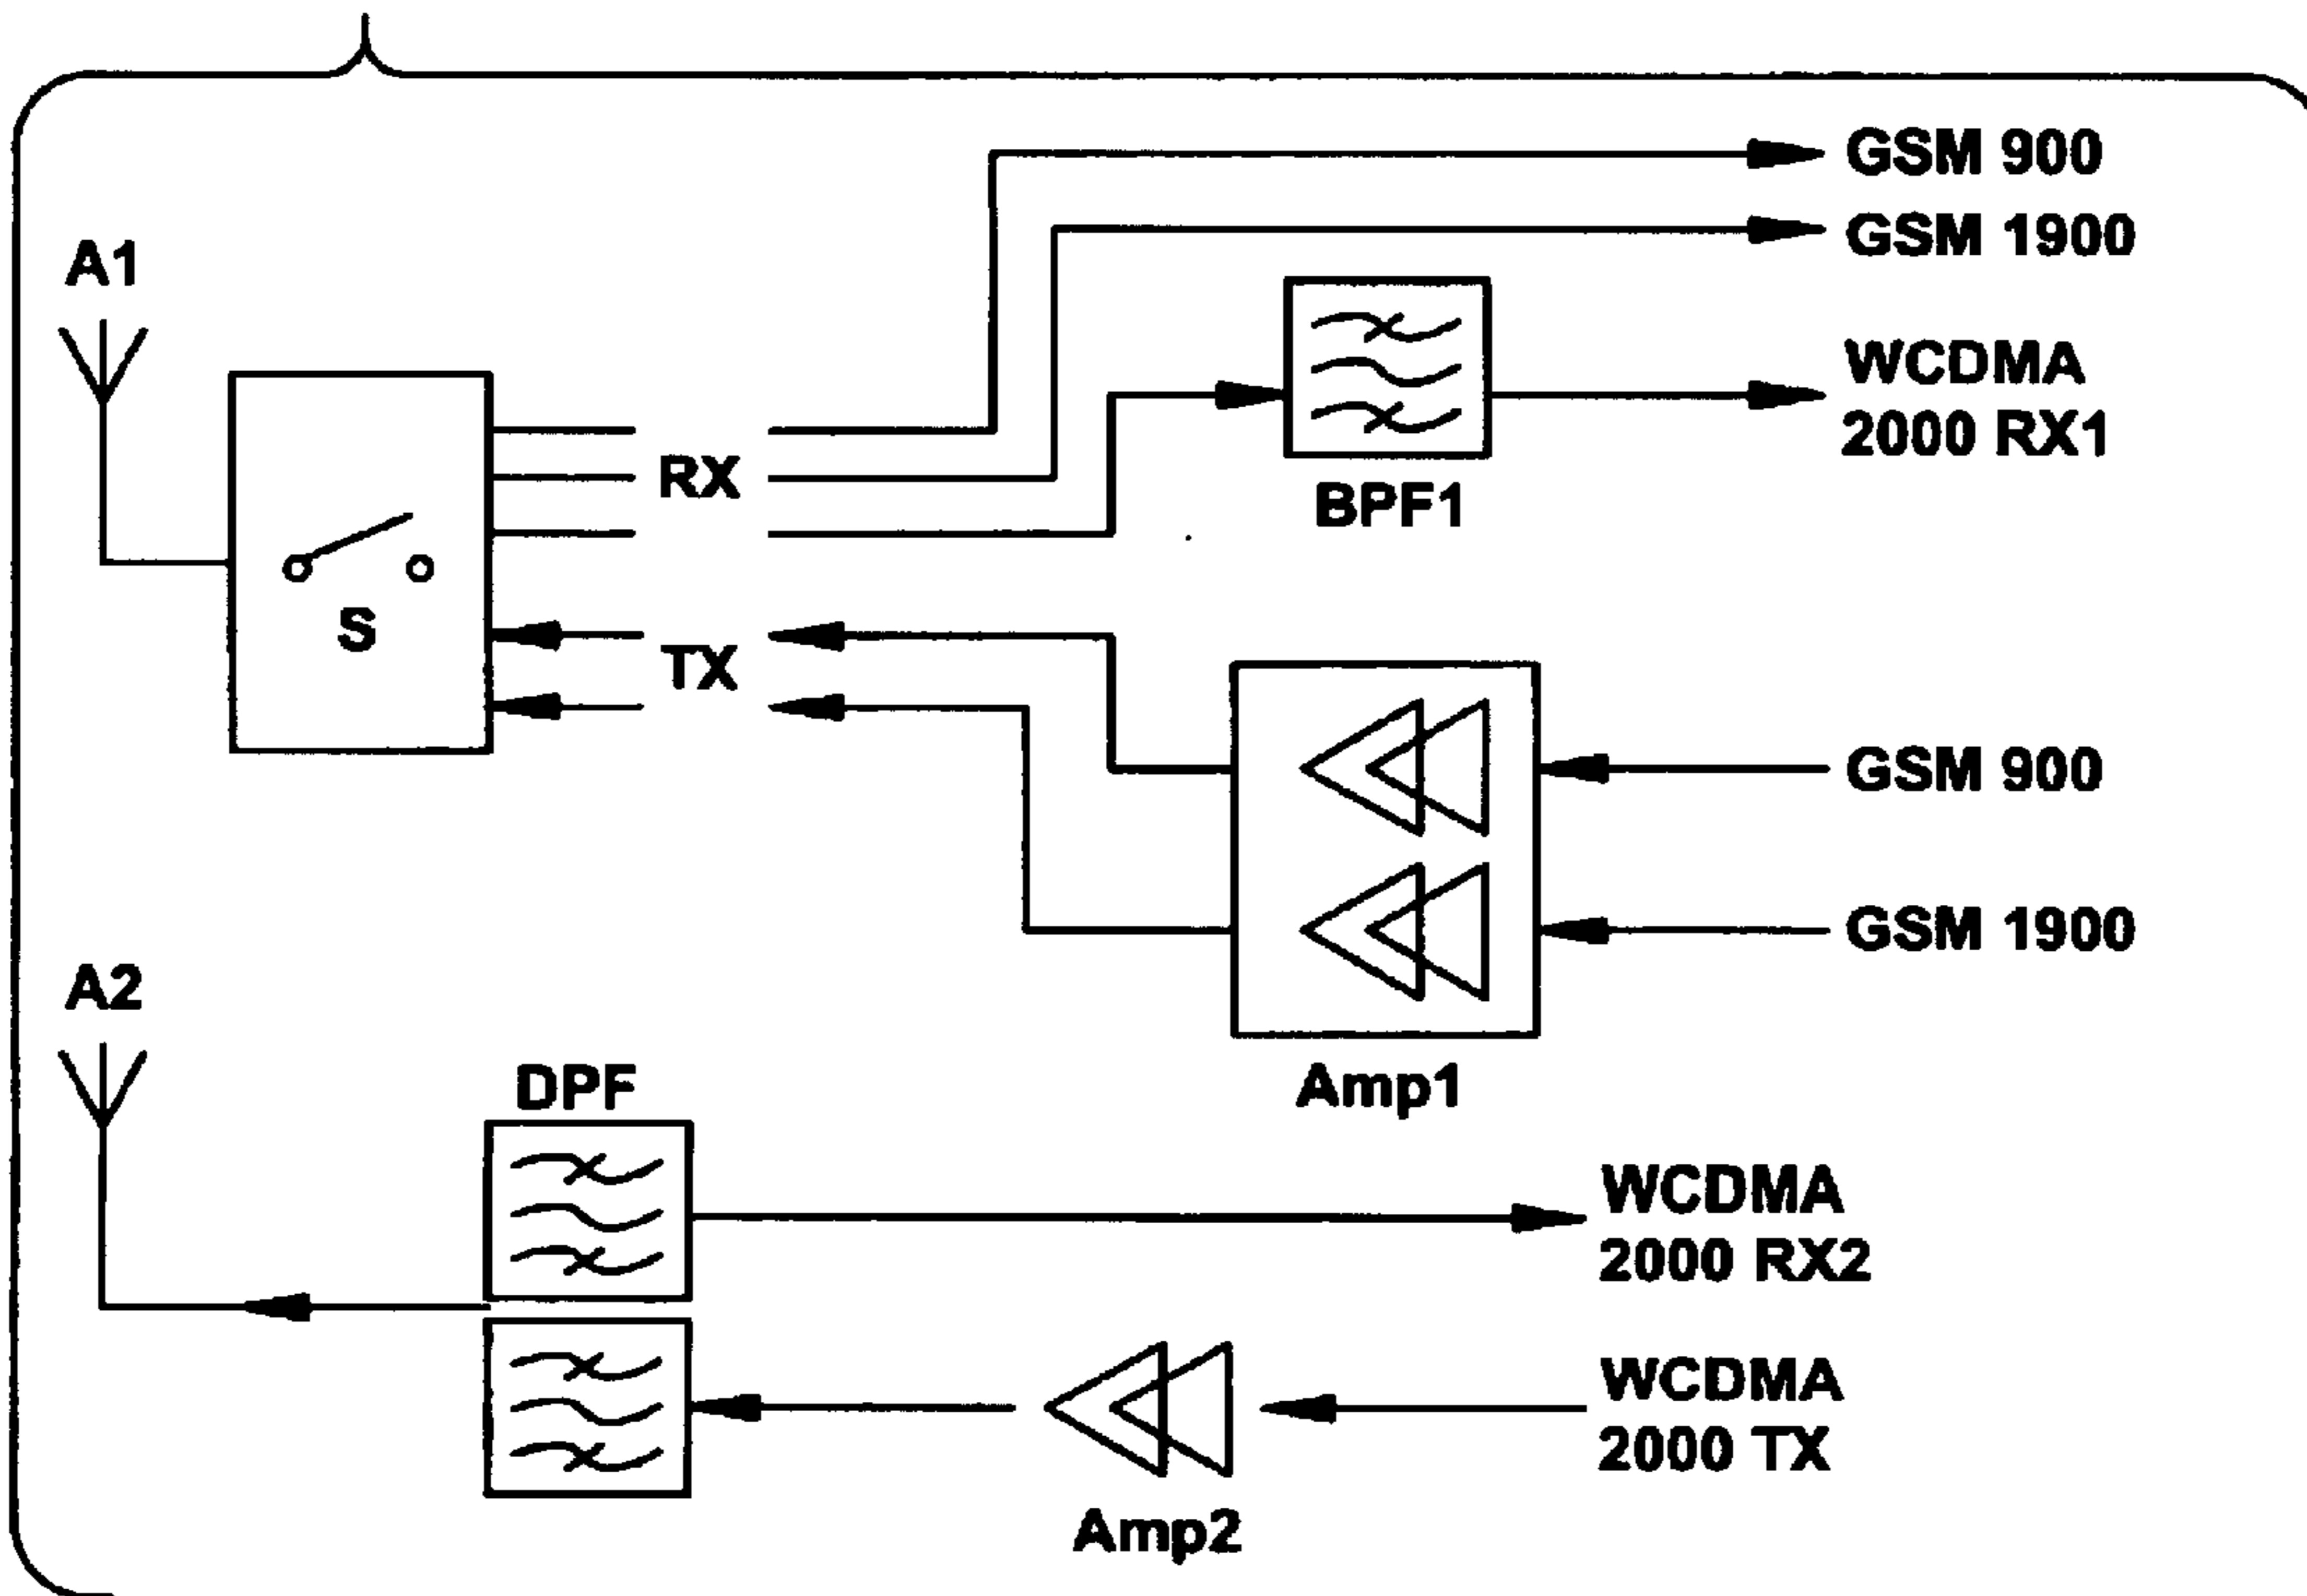 GSM 900
GSM 1900
A1
WCDMA
2000 RX1
RX
BPF1
S
TX
GSM 900
GSM 1900
A2
DPF
Amp1
WCDMA
2000 RX2
WCDMA
2000 TX
Amp2